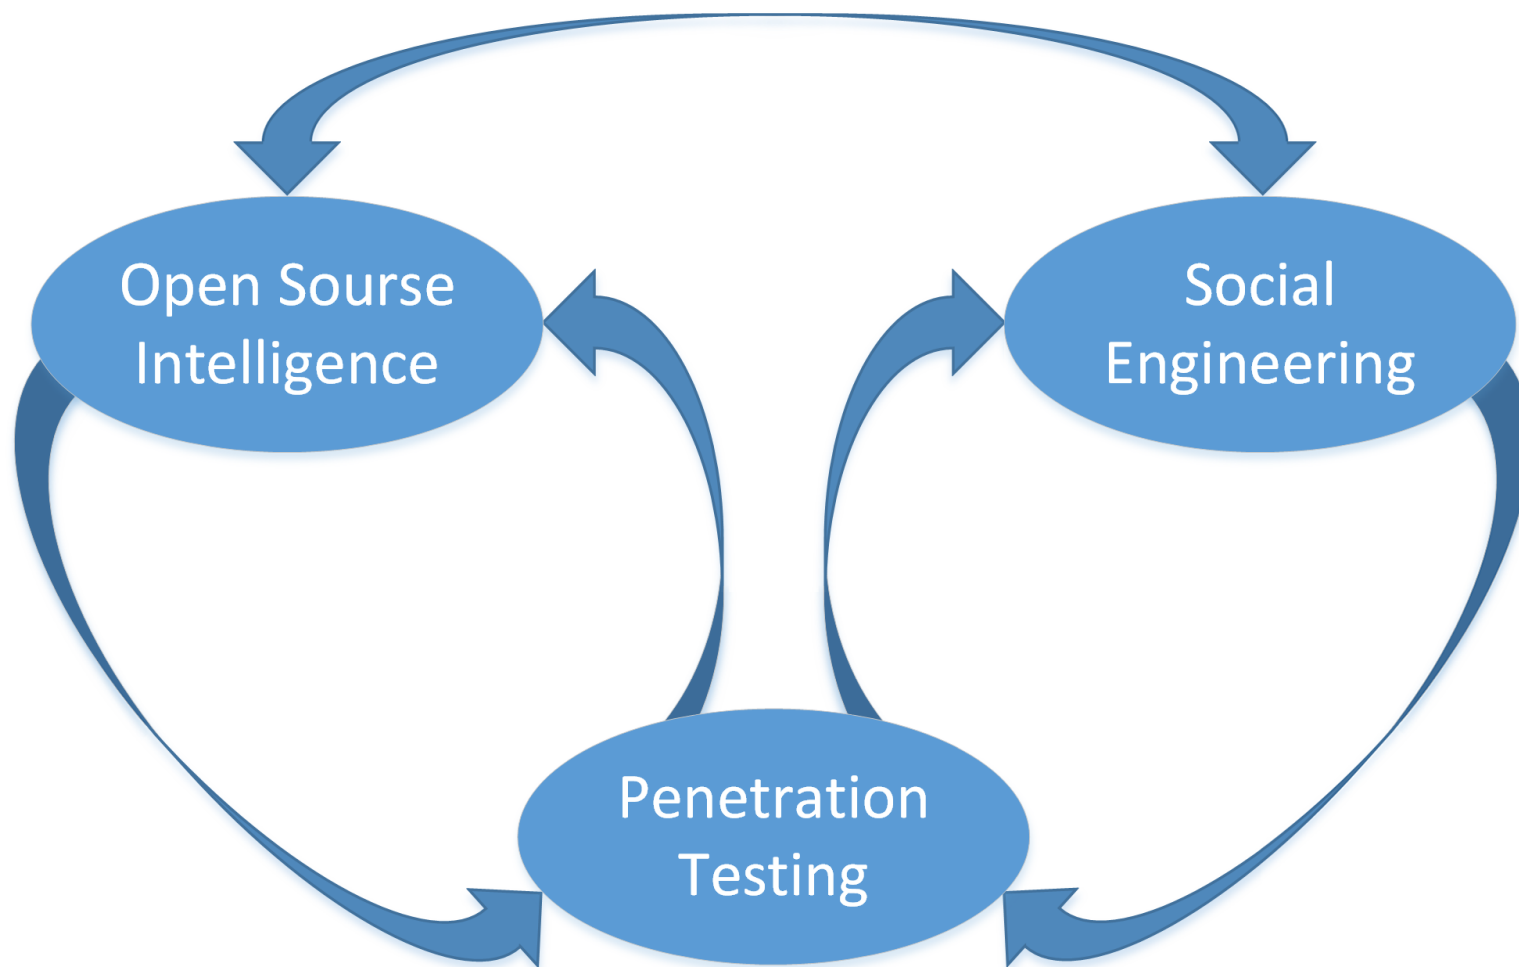 Open Sourse
Intelligence
Social
Engineering
Penetration
Testing